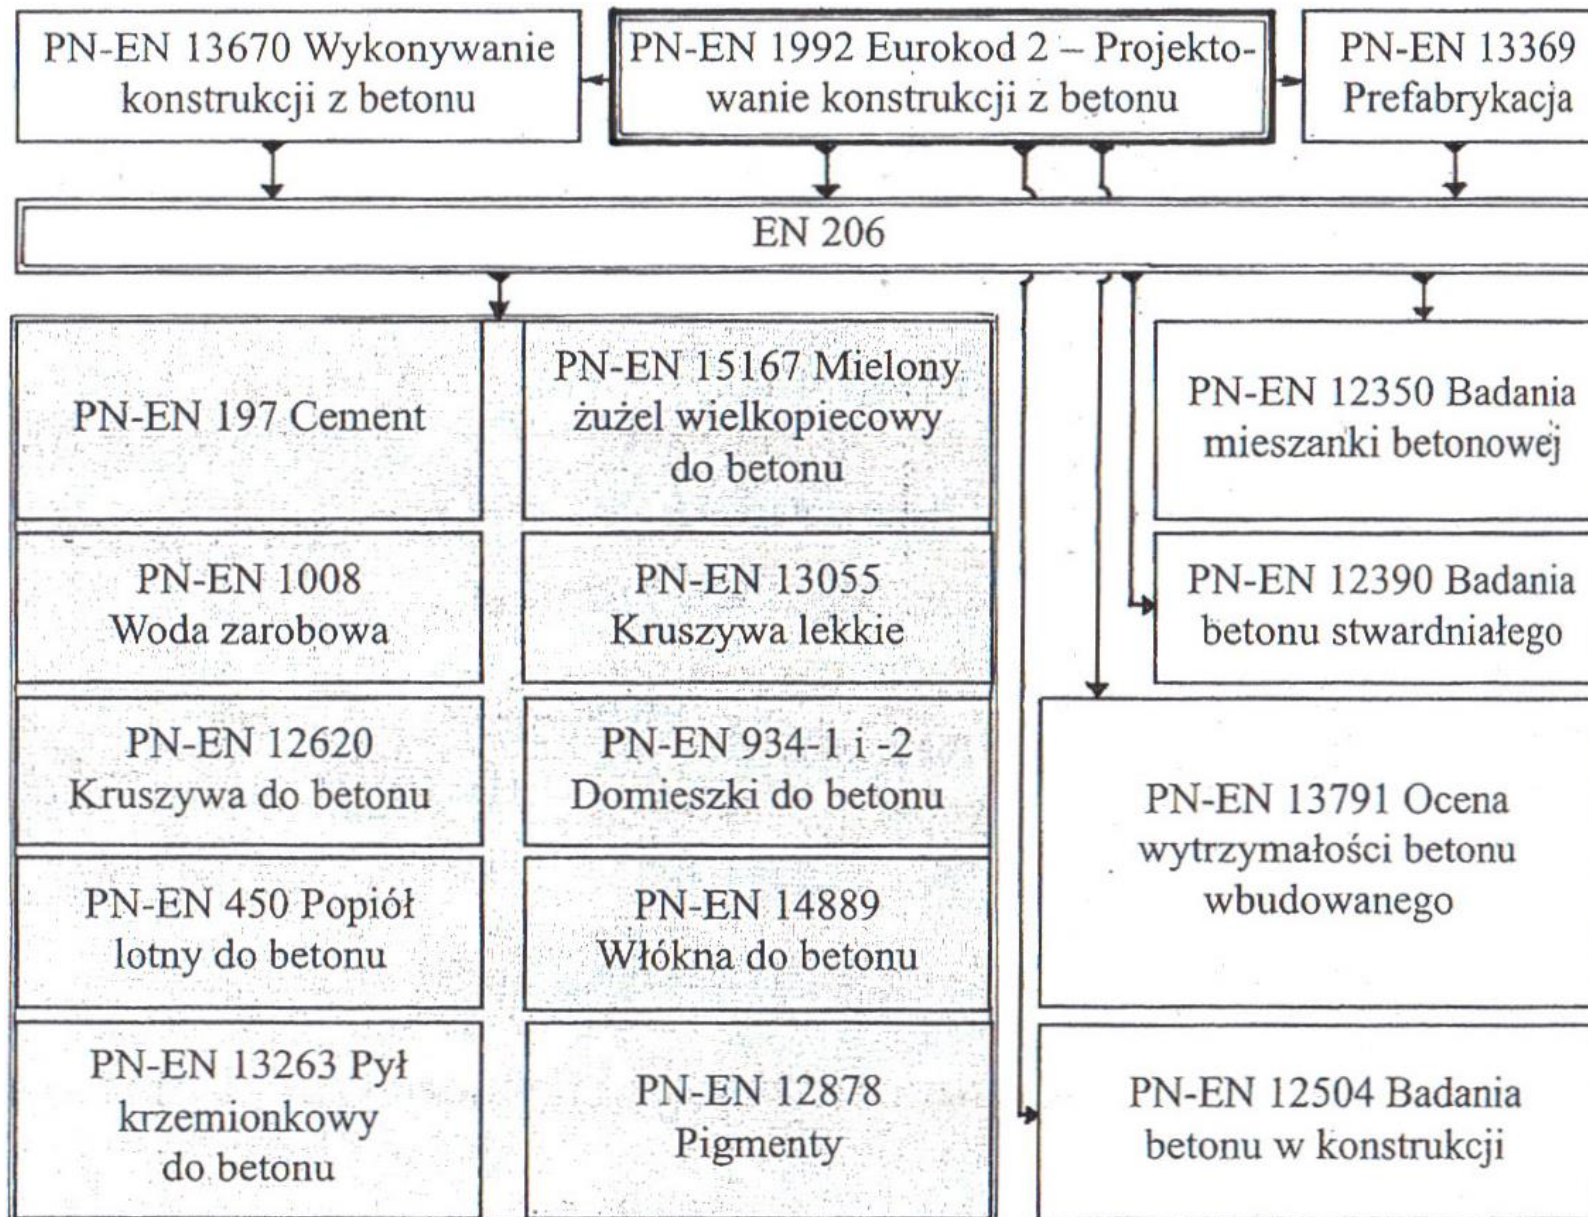 PN-EN 13670 Wykonywanie
konstrukcji z betonu
PN-EN 1992 Eurokod 2 – Projekto-
wanie konstrukcji z betonu
PN-EN 13369
Prefabrykacja
EN 206
PN-EN 197 Cement
PN-EN 15167 Mielony
żużel wielkopiecowy
do betonu
PN-EN 12350 Badania
mieszanki betonowej
PN-EN 1008
Woda zarobowa
PN-EN 13055
Kruszywa lekkie
PN-EN 12390 Badania
betonu stwardniałego
PN-EN 12620
Kruszywa do betonu
PN-EN 934-1 i -2
Domieszki do betonu
PN-EN 13791 Ocena
wytrzymałości betonu
wbudowanego
PN-EN 450 Popiół
lotny do betonu
PN-EN 14889
Włókna do betonu
PN-EN 13263 Pył
krzemionkowy
do betonu
PN-EN 12878
Pigmenty
PN-EN 12504 Badania
betonu w konstrukcji